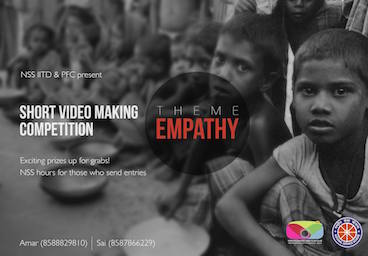 NSS IITD & PFC present
SHORT VIDEO MAKING
COMPETITION
THEME
EMPATHY
Exciting prizes up for grabs!
NSS hours for those who send entries
Amar (8588829810) | Sai (8587866229)